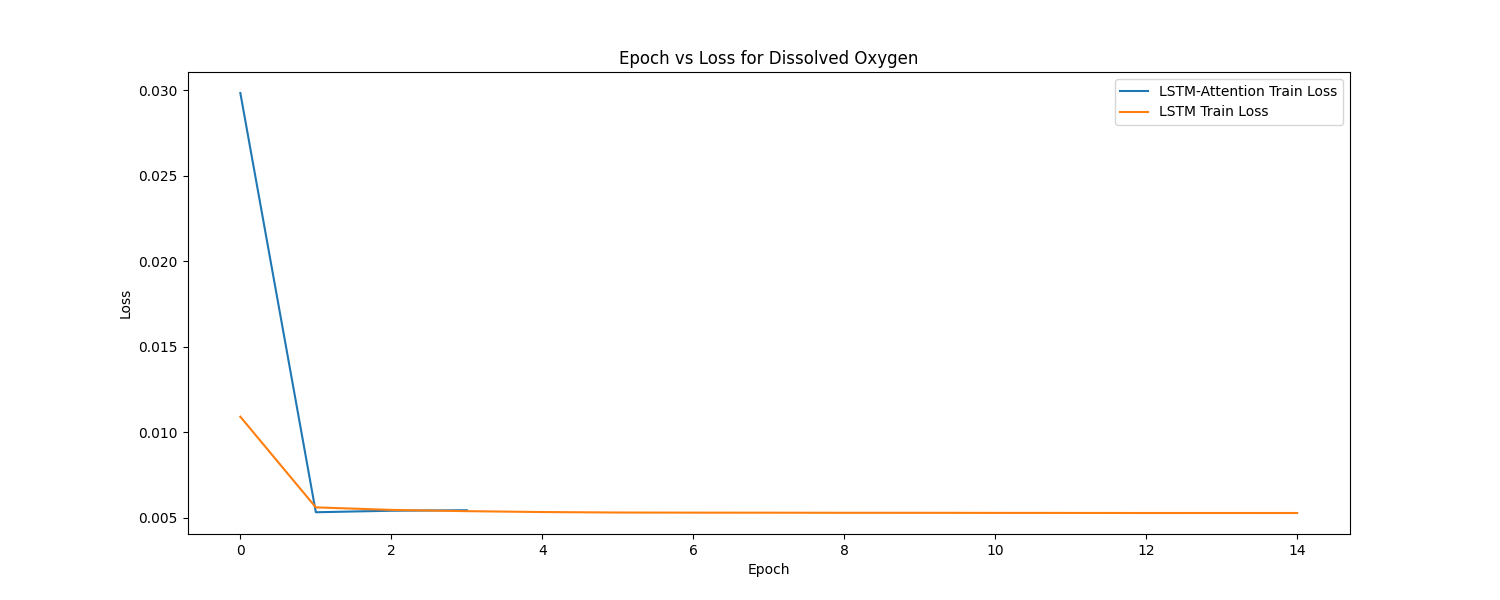 Epoch vs Loss for Dissolved Oxygen
LSTM-Attention Train Loss
LSTM Train Loss
0.030
0.025
0.020
0.015
0.010
0.005
Loss
0 2 4 6 8 10 12 14
Epoch